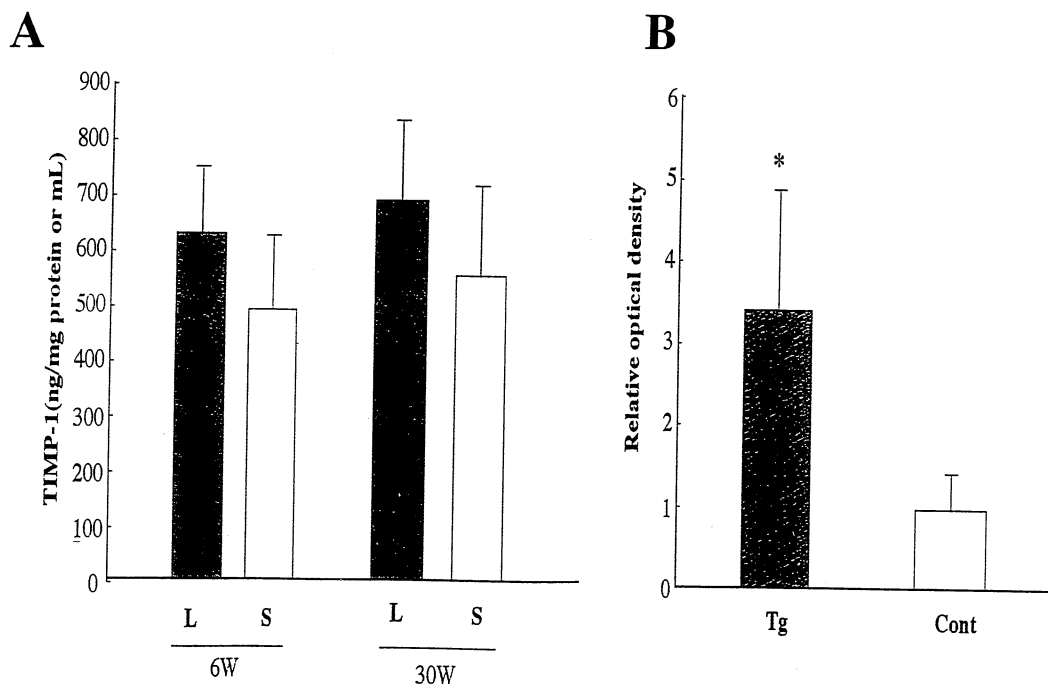 A
TIMP-1(ng/mg protein or mL)
900
800
700
600
500
400
300
200
100
0
L
S
L
S
6W
30W
B
Relative optical density
6
5
4
3
2
1
0
*
Tg
Cont